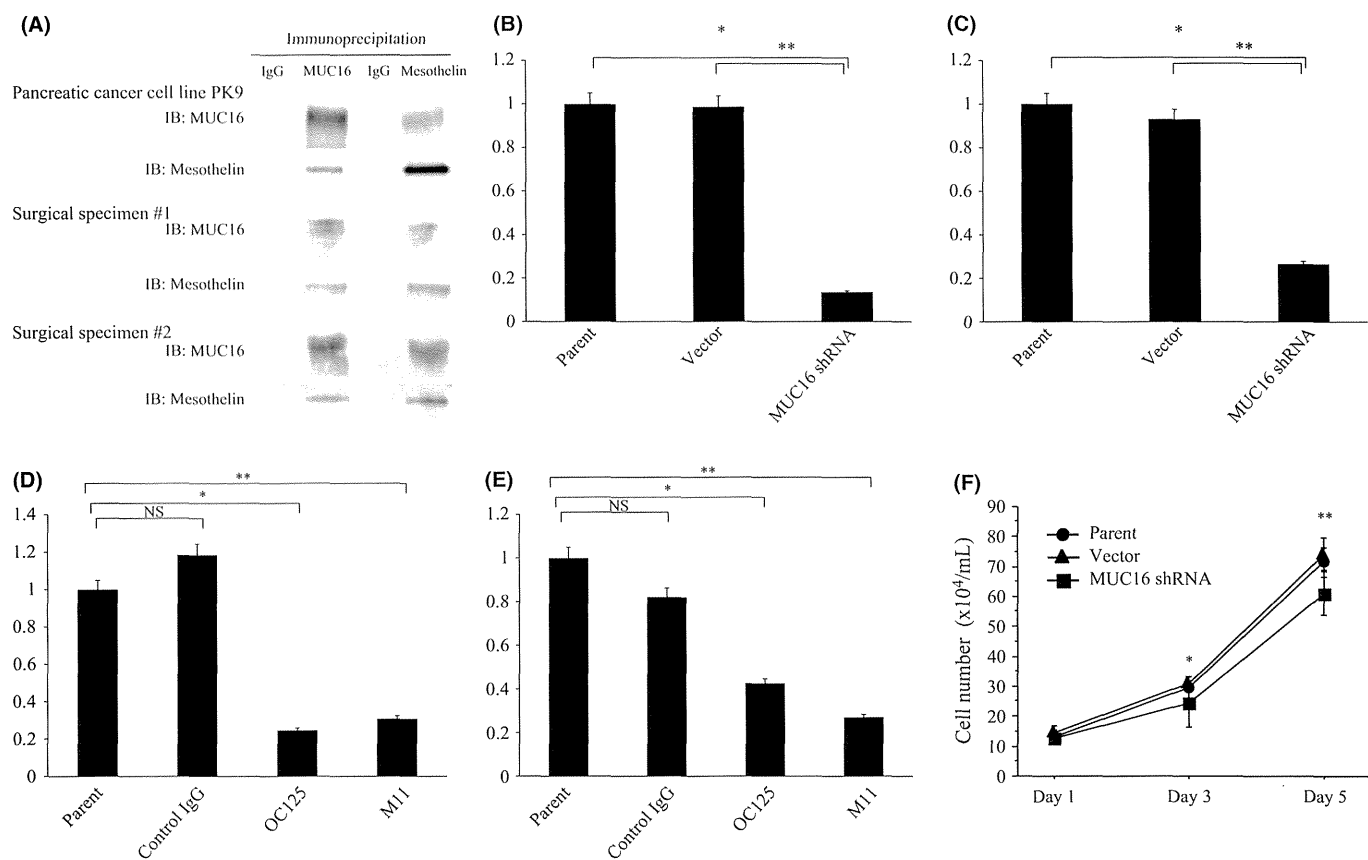 (A)
Immunoprecipitation
IgG MUC16 IgG Mesothelin
Pancreatic cancer cell line PK9
IB: MUC16
IB: Mesothelin
Surgical specimen #1
IB: MUC16
IB: Mesothelin
Surgical specimen #2
IB: MUC16
IB: Mesothelin
(B)
*
**
1.2
1
0.8
0.6
0.4
0.2
0
Parent
Vector
MUC16 shRNA
(C)
*
**
1.2
1
0.8
0.6
0.4
0.2
0
Parent
Vector
MUC16 shRNA
(D)
**
*
NS
1.4
1.2
1
0.8
0.6
0.4
0.2
0
Parent
Control IgG
OC125
M11
(E)
**
*
NS
1.2
1
0.8
0.6
0.4
0.2
0
Parent
Control IgG
OC125
M11
(F)
Cell number (x10⁴/mL)
90
80
70
60
50
40
30
20
10
0
Parent
Vector
MUC16 shRNA
*
**
Day 1
Day 3
Day 5